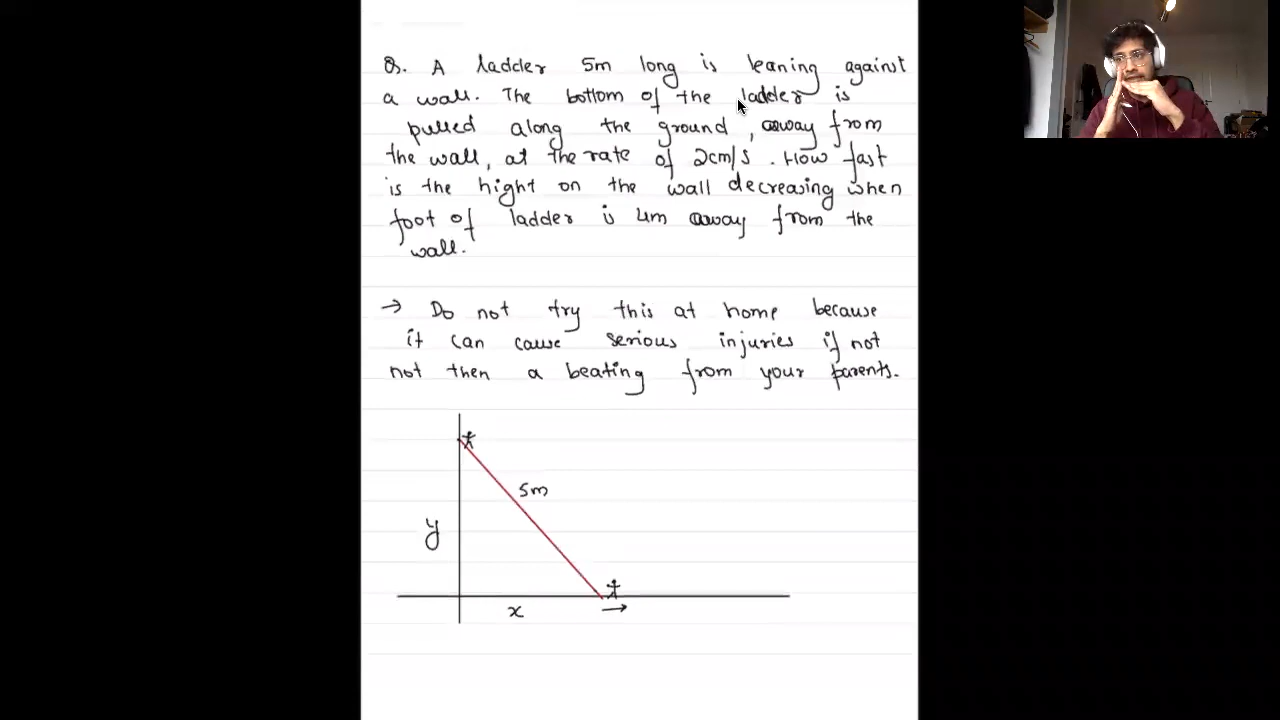 Q. A ladder 5m long is leaning against
a wall. The bottom of the ladder is
pulled along the ground, away from
the wall, at the rate of 2cm/s. How fast
is the hight on the wall decreasing when
foot of ladder is 4m away from the
wall.
→ Do not try this at home because
it can cause serious injuries if not
not then a beating from your parents.
5m
y
x